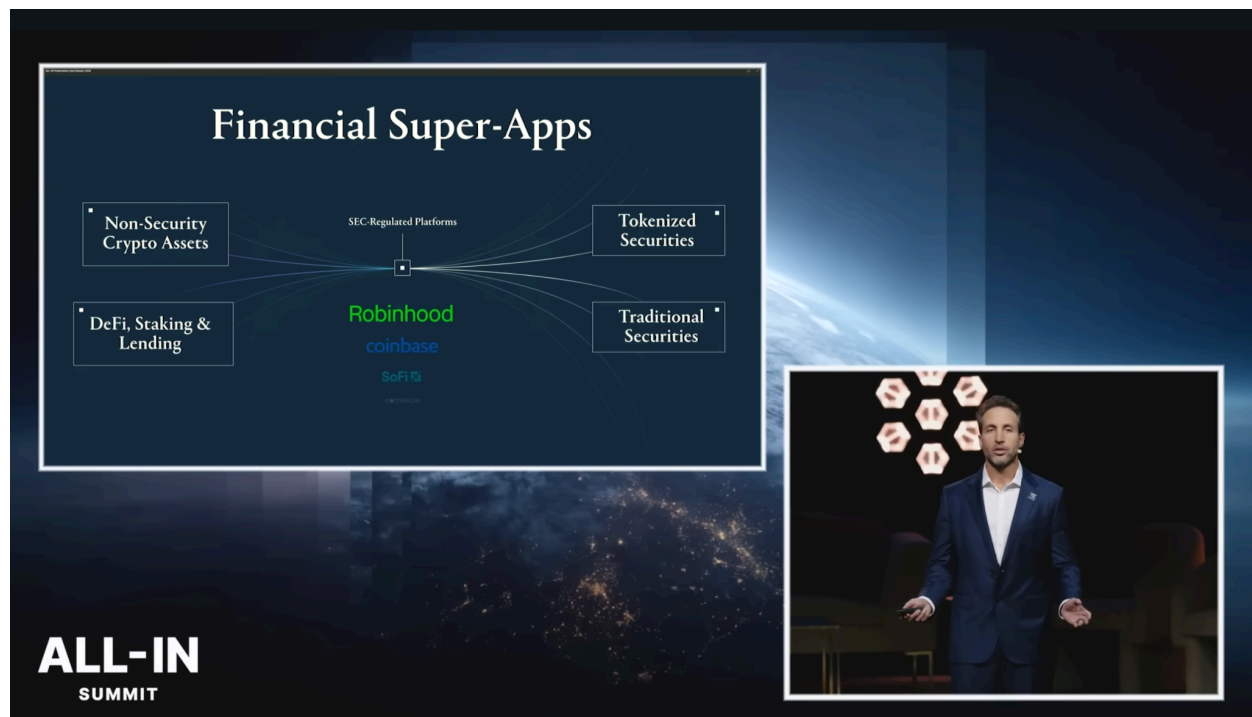 Financial Super-Apps
Non-Security
Crypto Assets
SEC-Regulated Platforms
Tokenized
Securities
DeFi, Staking &
Lending
Robinhood
coinbase
SoFi
Traditional
Securities
ALL-IN
SUMMIT